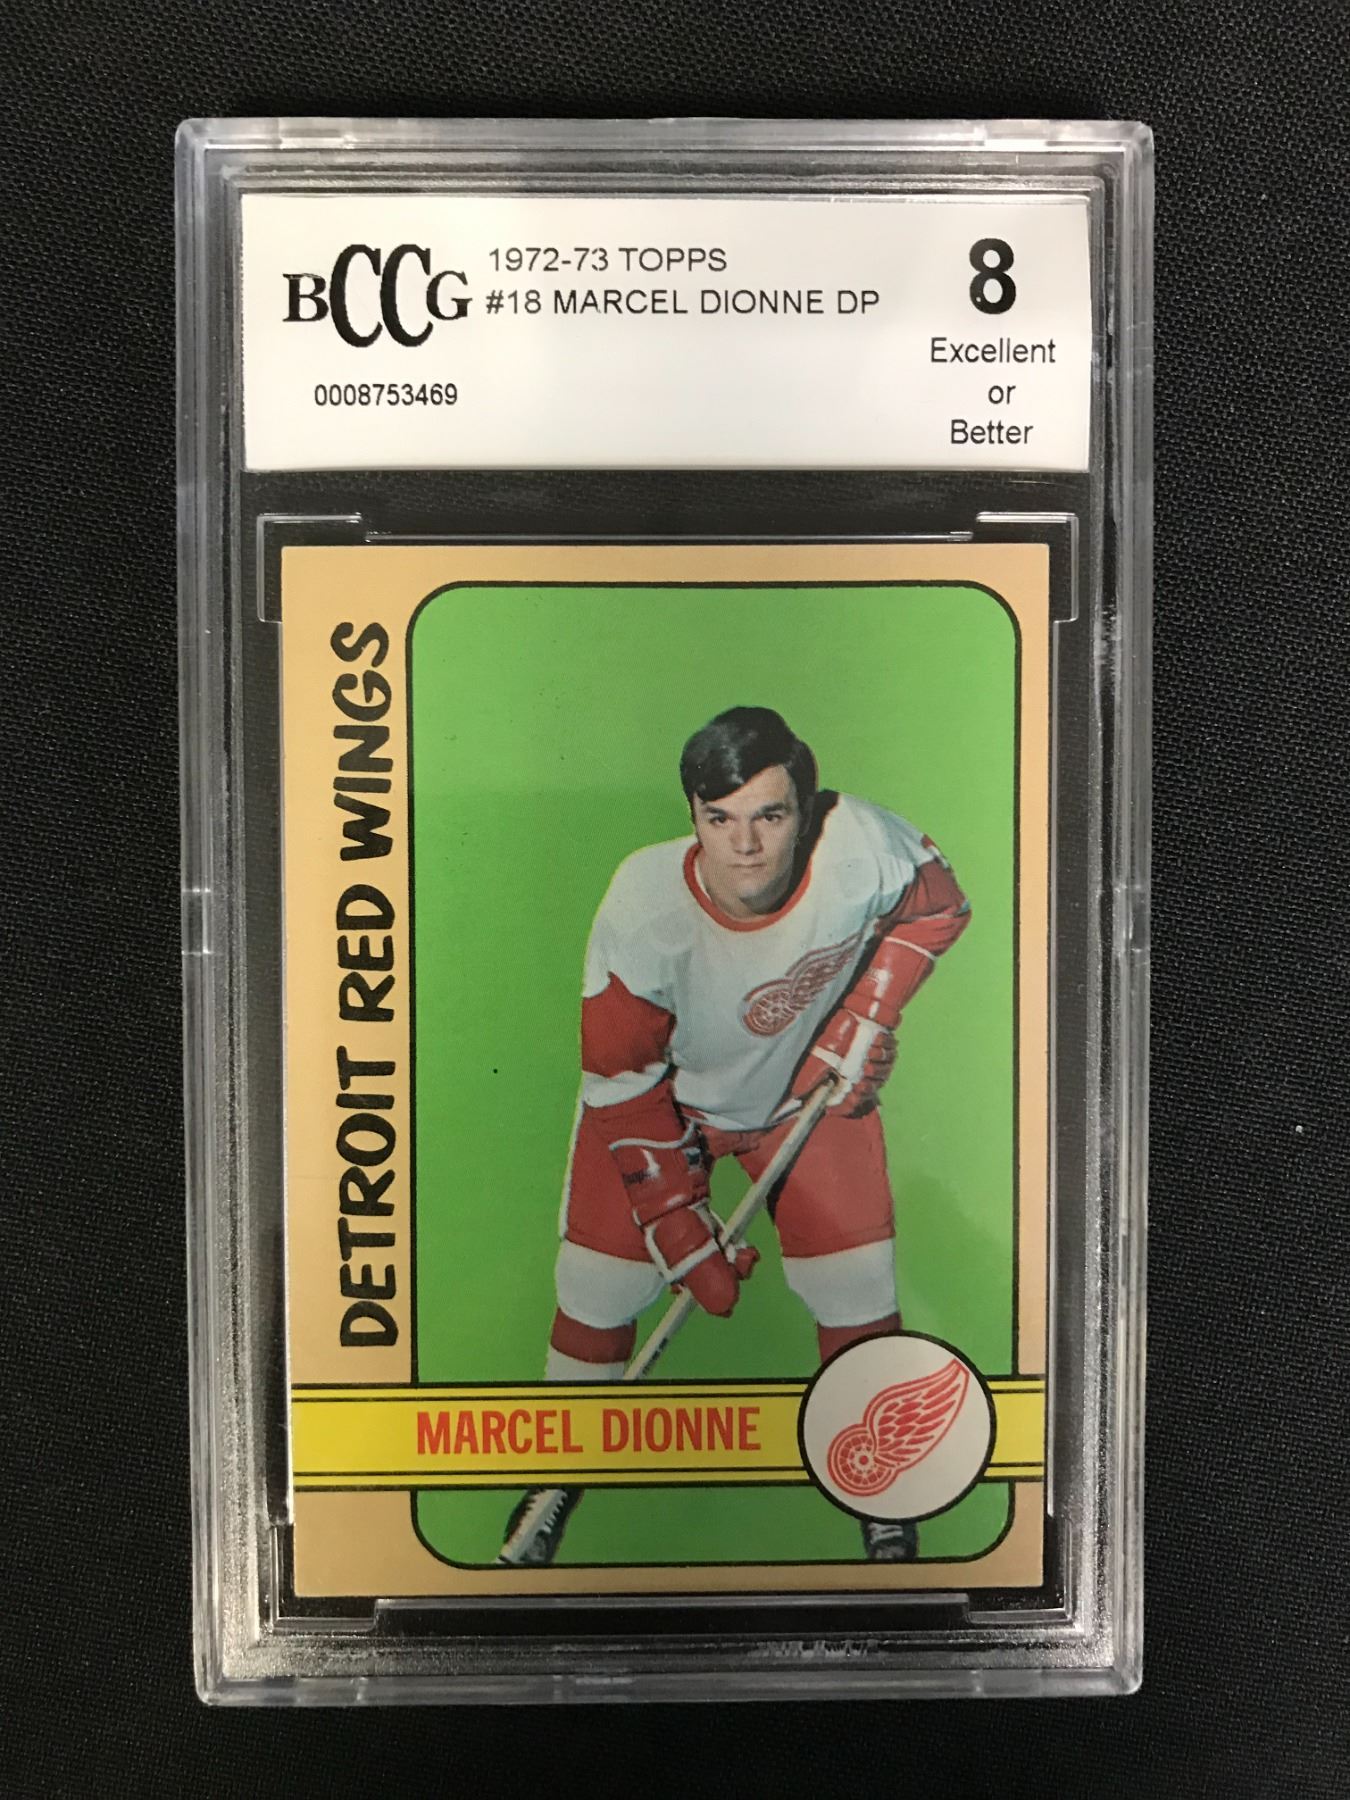 BCCG
1972-73 TOPPS
#18 MARCEL DIONNE DP
0008753469
8
Excellent
or
Better
DETROIT RED WINGS
MARCEL DIONNE